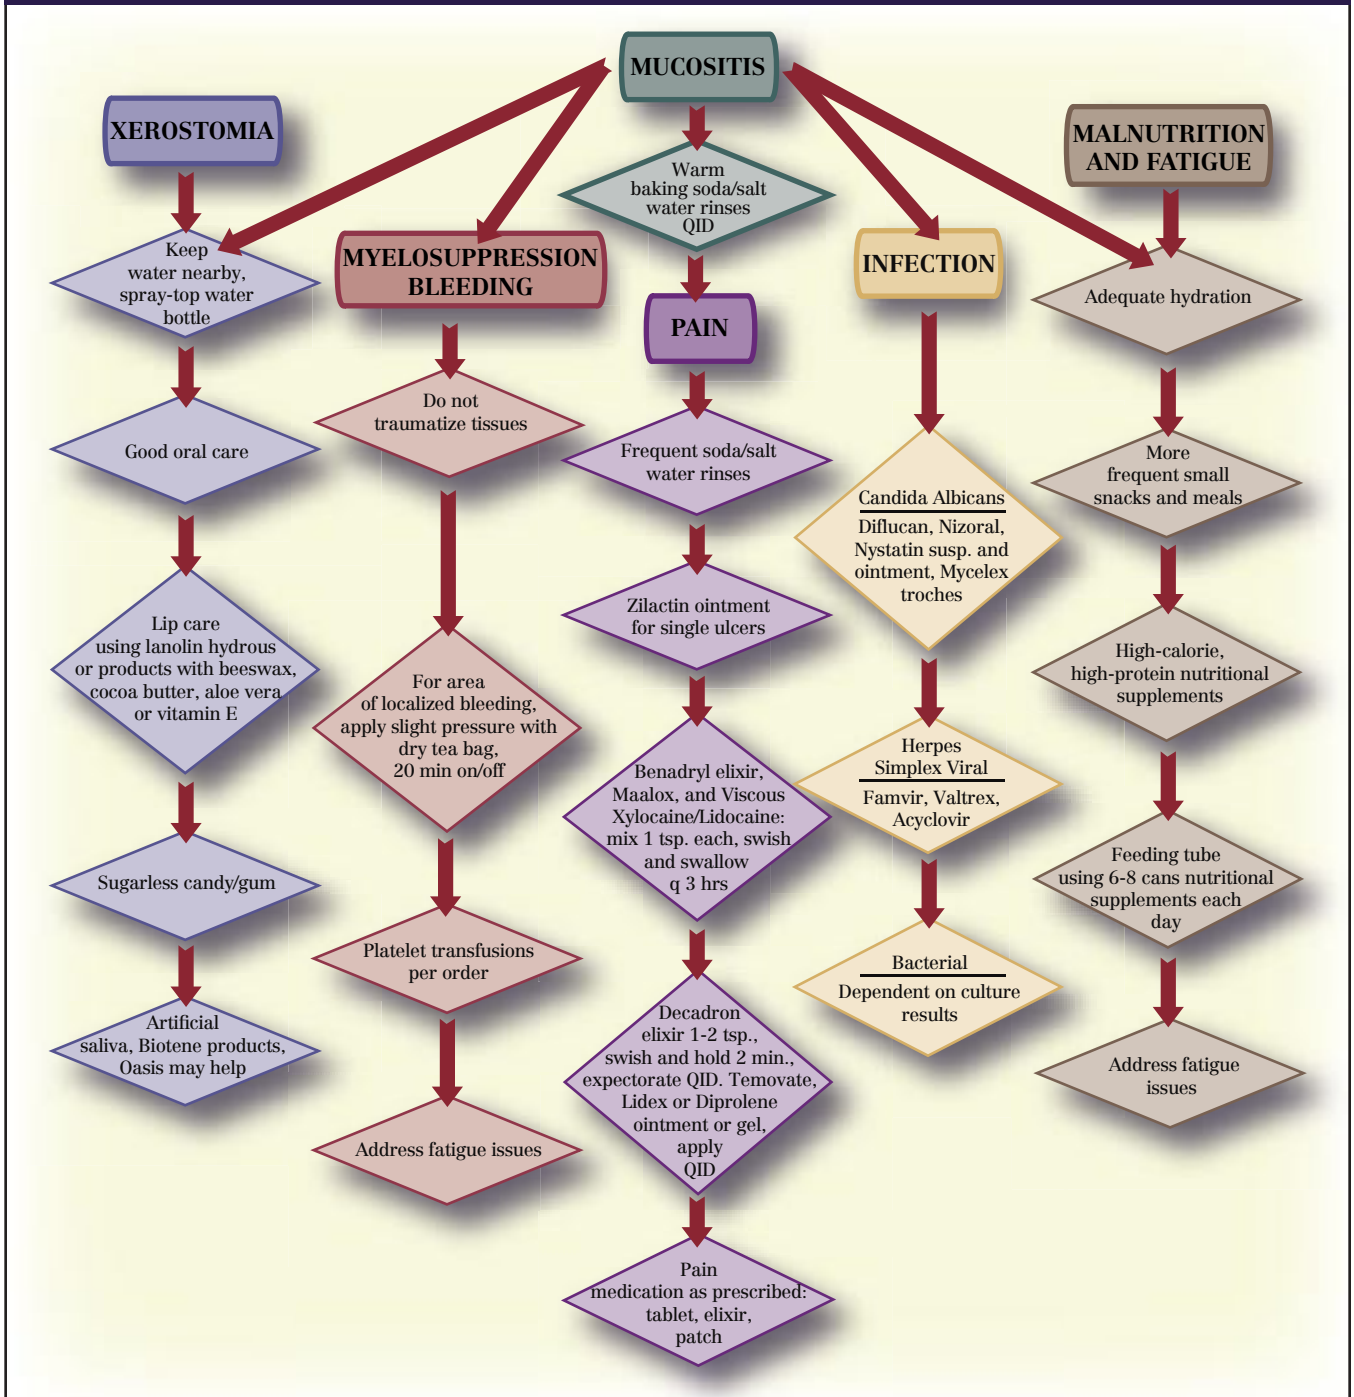 MUCOSITIS
Warm
baking soda/salt
water rinses
QID
XEROSTOMIA
Keep
water nearby,
spray-top water
bottle
Good oral care
Lip care
using lanolin hydrous
or products with beeswax,
cocoa butter, aloe vera
or vitamin E
Sugarless candy/gum
Artificial
saliva, Biotene products,
Oasis may help
MYELOSUPPRESSION
BLEEDING
Do not
traumatize tissues
For area
of localized bleeding,
apply slight pressure with
dry tea bag,
20 min on/off
Platelet transfusions
per order
Address fatigue issues
PAIN
Frequent soda/salt
water rinses
Zilactin ointment
for single ulcers
Benadryl elixir,
Maalox, and Viscous
Xylocaine/Lidocaine:
mix 1 tsp. each, swish
and swallow
q 3 hrs
Decadron
elixir 1-2 tsp.,
swish and hold 2 min.,
expectorate QID. Temovate,
Lidex or Diprolene
ointment or gel,
apply
QID
Pain
medication as prescribed:
tablet, elixir,
patch
INFECTION
Candida Albicans
Diflucan, Nizoral,
Nystatin susp. and
ointment, Mycelex
troches
Herpes
Simplex Viral
Famvir, Valtrex,
Acyclovir
Bacterial
Dependent on culture
results
MALNUTRITION
AND FATIGUE
Adequate hydration
More
frequent small
snacks and meals
High-calorie,
high-protein nutritional
supplements
Feeding tube
using 6-8 cans nutritional
supplements each
day
Address fatigue
issues